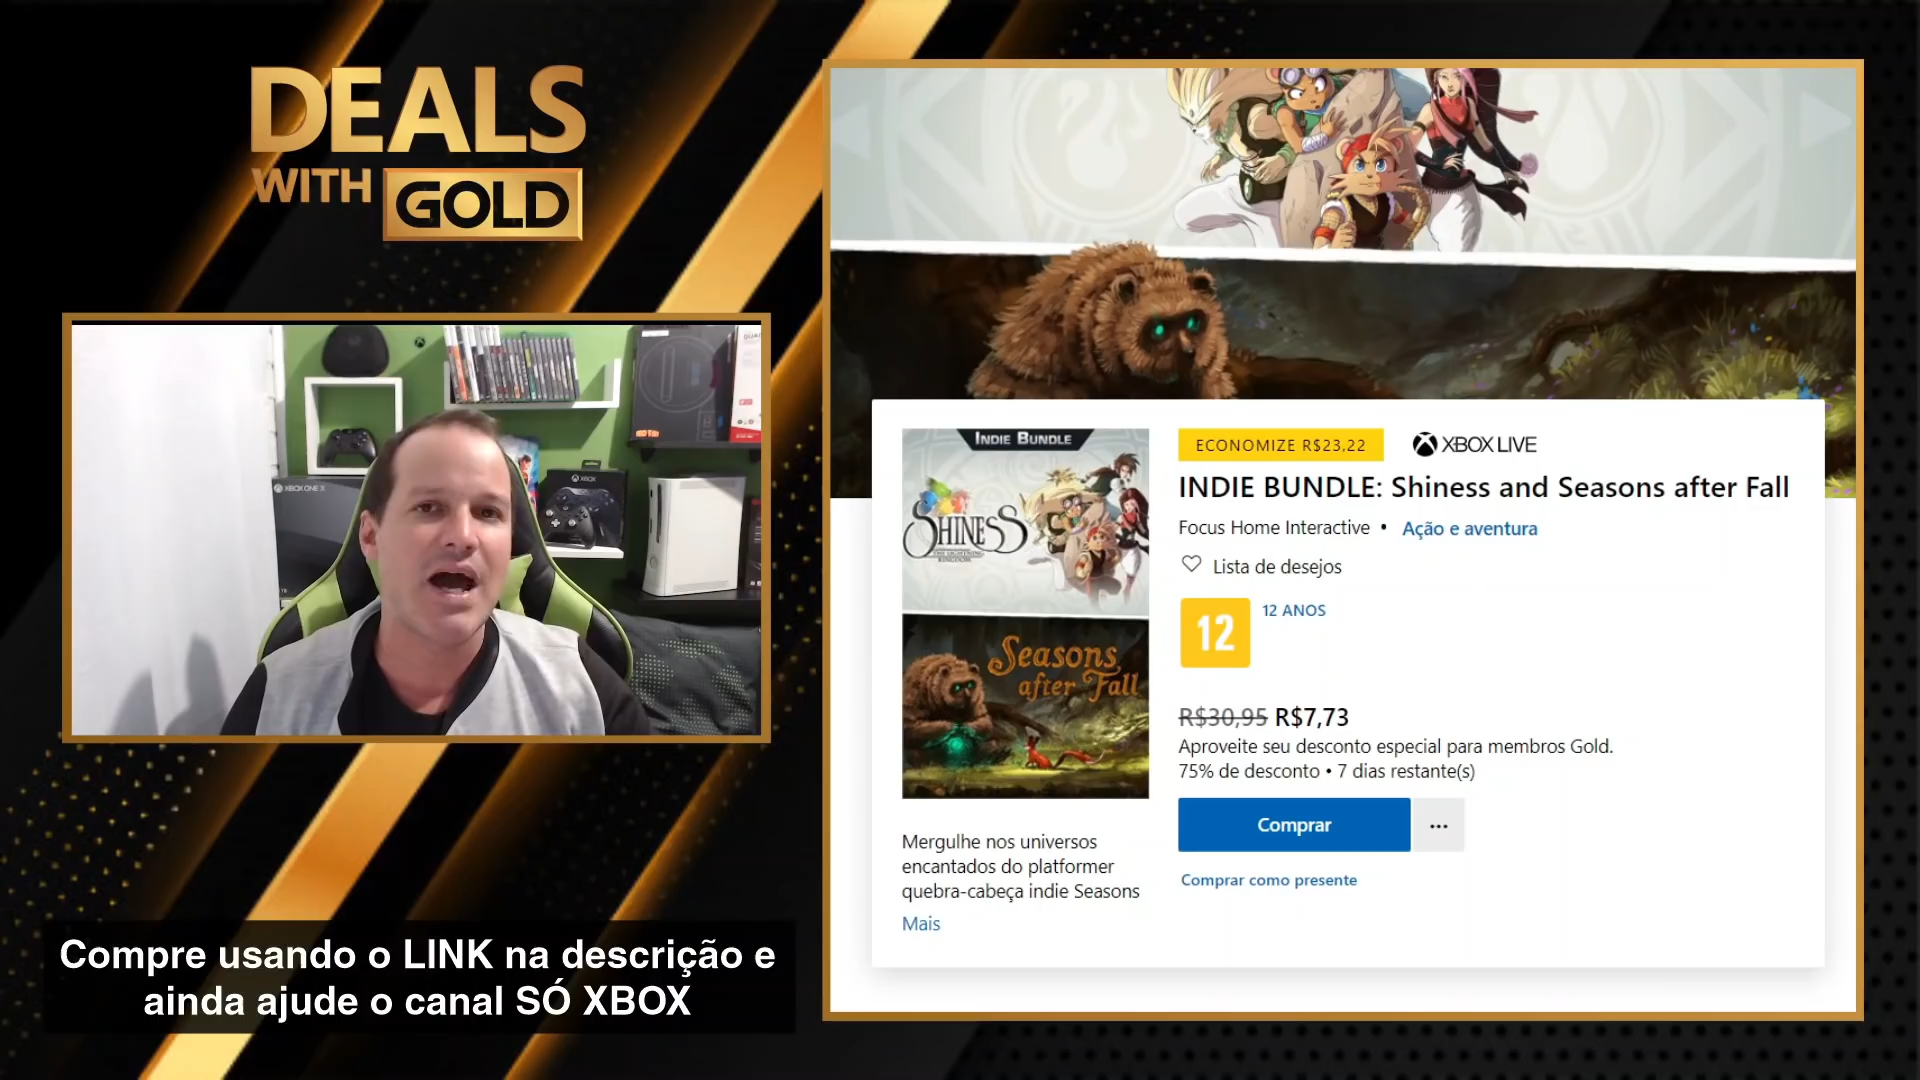 DEALS
WITH GOLD
XBOX ONE X
XBOX
INDIE BUNDLE
SHINESS
Seasons
after Fall
ECONOMIZE R$23,22
XBOX LIVE
INDIE BUNDLE: Shiness and Seasons after Fall
Focus Home Interactive • Ação e aventura
Lista de desejos
12
12 ANOS
R$30,95 R$7,73
Aproveite seu desconto especial para membros Gold.
75% de desconto • 7 dias restante(s)
Comprar
...
Comprar como presente
Mergulhe nos universos
encantados do platformer
quebra-cabeça indie Seasons
Mais
Compre usando o LINK na descrição e
ainda ajude o canal SÓ XBOX